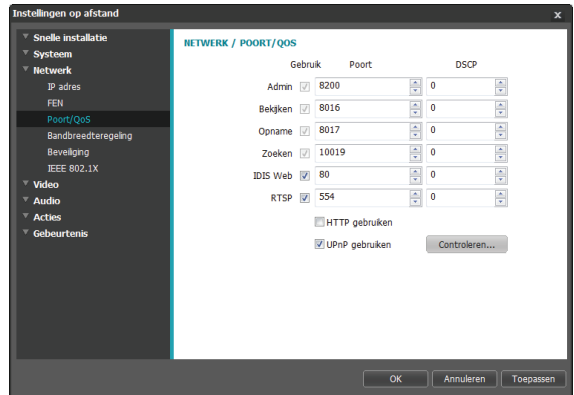 Instellingen op afstand x
Snelle installatie
Systeem
Netwerk
IP adres
FEN
Poort/QoS
Bandbreedteregeling
Beveiliging
IEEE 802.1X
Video
Audio
Acties
Gebeurtenis
NETWERK / POORT/QOS
Gebruik Poort DSCP
Admin 8200 0
Bekijken 8016 0
Opname 8017 0
Zoeken 10019 0
IDIS Web 80 0
RTSP 554 0
HTTP gebruiken
UPnP gebruiken Controleren...
OK Annuleren Toepassen